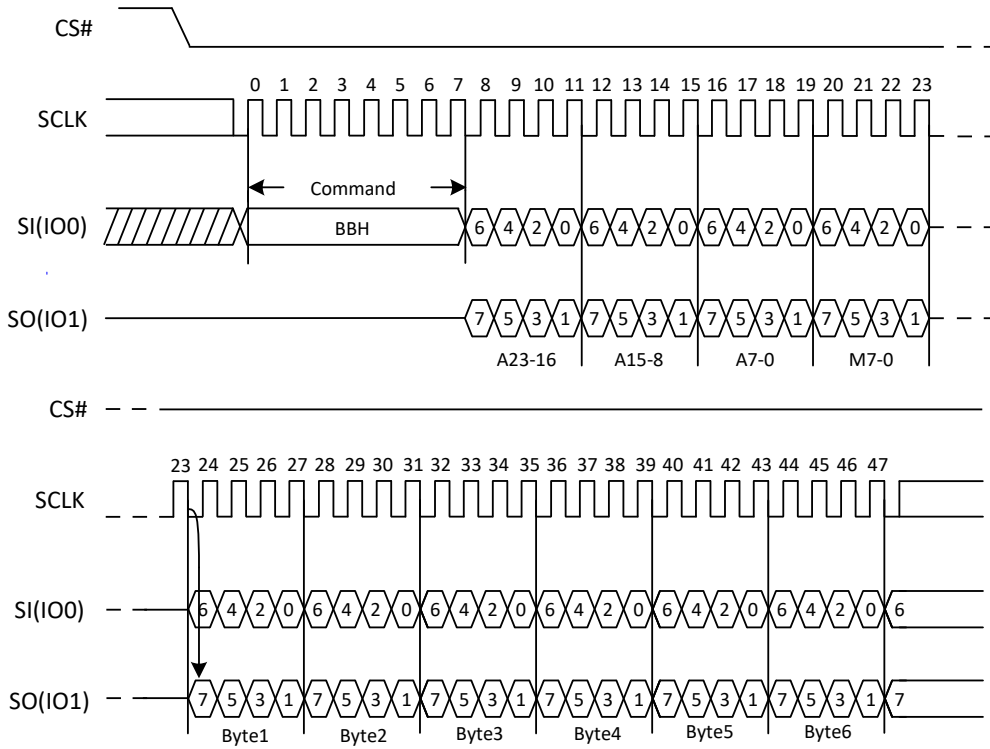 CS#
0 1 2 3 4 5 6 7 8 9 10 11 12 13 14 15 16 17 18 19 20 21 22 23
SCLK
Command
SI(IO0) BBH 6 4 2 0 6 4 2 0 6 4 2 0 6 4 2 0
SO(IO1) 7 5 3 1 7 5 3 1 7 5 3 1 7 5 3 1
A23-16 A15-8 A7-0 M7-0
CS#
23 24 25 26 27 28 29 30 31 32 33 34 35 36 37 38 39 40 41 42 43 44 45 46 47
SCLK
SI(IO0) 6 4 2 0 6 4 2 0 6 4 2 0 6 4 2 0 6 4 2 0 6 4 2 0 6
SO(IO1) 7 5 3 1 7 5 3 1 7 5 3 1 7 5 3 1 7 5 3 1 7 5 3 1 7
Byte1 Byte2 Byte3 Byte4 Byte5 Byte6